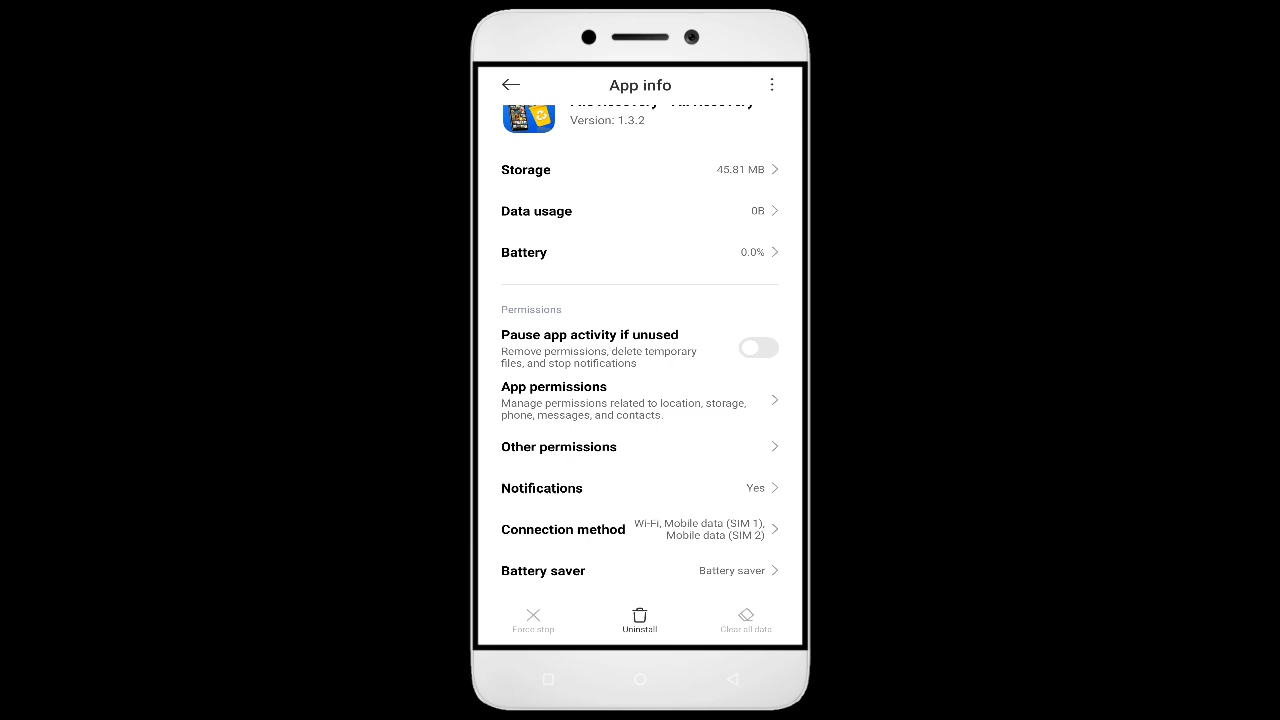 App info
Version: 1.3.2
Storage 45.81 MB
Data usage 0B
Battery 0.0%
Permissions
Pause app activity if unused
Remove permissions, delete temporary
files, and stop notifications
App permissions
Manage permissions related to location, storage,
phone, messages, and contacts.
Other permissions
Notifications Yes
Connection method Wi-Fi, Mobile data (SIM 1),
Mobile data (SIM 2)
Battery saver Battery saver
Force stop Uninstall Clear all data